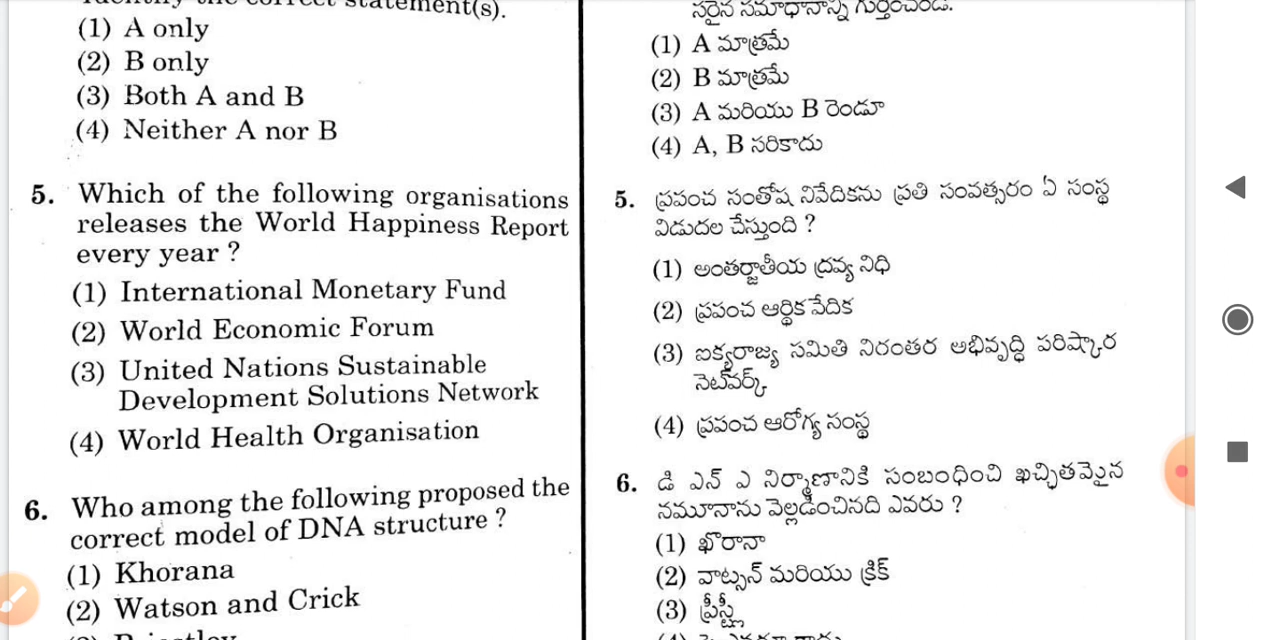 statement(s).
(1) A only
(2) B only
(3) Both A and B
(4) Neither A nor B
5. Which of the following organisations
releases the World Happiness Report
every year ?
(1) International Monetary Fund
(2) World Economic Forum
(3) United Nations Sustainable
Development Solutions Network
(4) World Health Organisation
6. Who among the following proposed the
correct model of DNA structure ?
(1) Khorana
(2) Watson and Crick
సరైన సమాధానాన్ని గుర్తించండి.
(1) A మాత్రమే
(2) B మాత్రమే
(3) A మరియు B రెండూ
(4) A, B సరికాదు
5. ప్రపంచ సంతోష నివేదికను ప్రతి సంవత్సరం ఏ సంస్థ
విడుదల చేస్తుంది ?
(1) అంతర్జాతీయ ద్రవ్య నిధి
(2) ప్రపంచ ఆర్థిక వేదిక
(3) ఐక్యరాజ్య సమితి నిరంతర అభివృద్ధి పరిష్కార
నెట్‌వర్క్
(4) ప్రపంచ ఆరోగ్య సంస్థ
6. డి ఎన్ ఎ నిర్మాణానికి సంబంధించి ఖచ్చితమైన
నమూనాను వెల్లడించినది ఎవరు ?
(1) ఖొరానా
(2) వాట్సన్ మరియు క్రిక్
(3) ప్రీస్ట్లీ